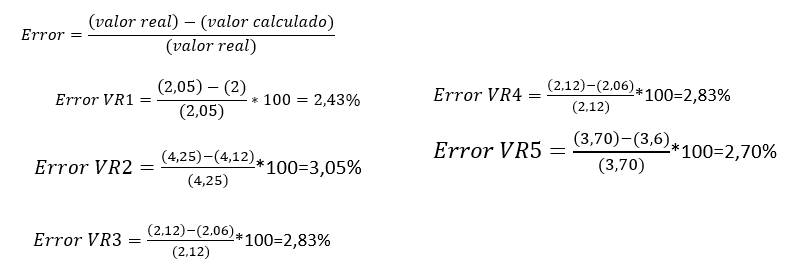 Error = \frac{(valor real) − (valor calculado)}{(valor real)}
Error VR1 = \frac{(2,05) − (2)}{(2,05)} * 100 = 2,43%
Error VR2 = \frac{(4,25)−(4,12)}{(4,25)}*100=3,05%
Error VR3 = \frac{(2,12)−(2,06)}{(2,12)}*100=2,83%
Error VR4 = \frac{(2,12)−(2,06)}{(2,12)}*100=2,83%
Error VR5 = \frac{(3,70)−(3,6)}{(3,70)}*100=2,70%